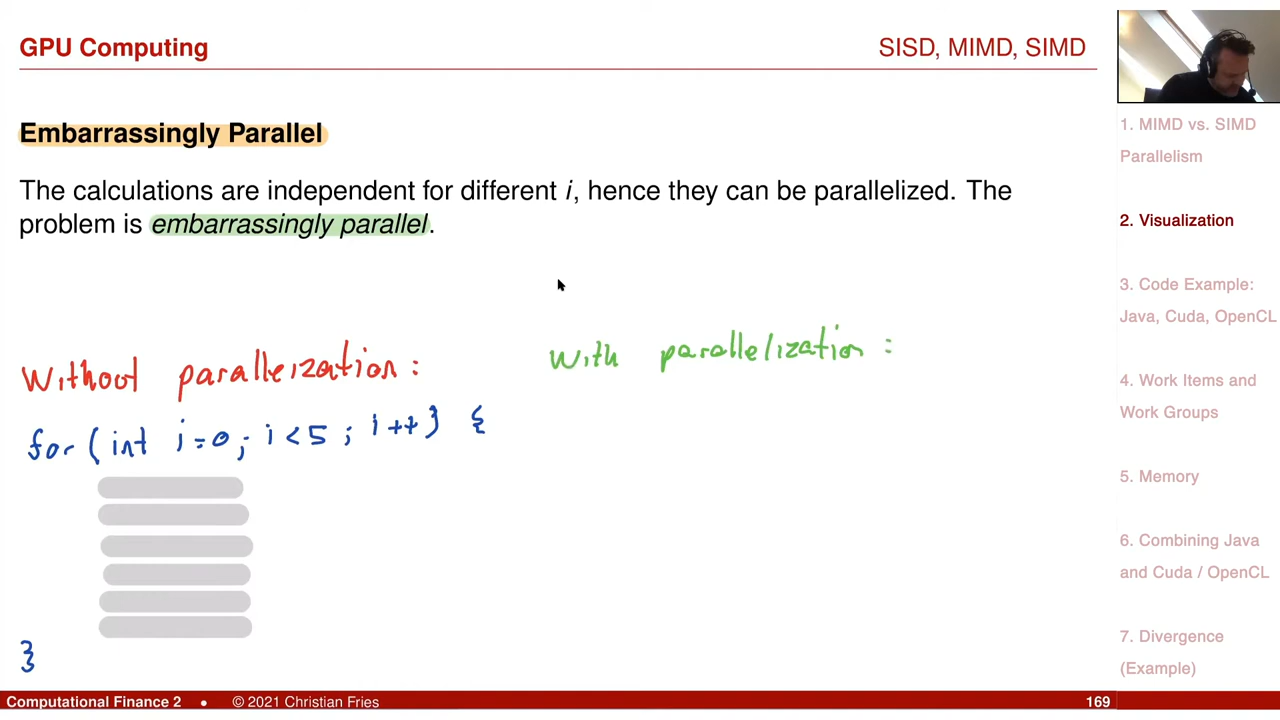 GPU Computing
SISD, MIMD, SIMD
Embarrassingly Parallel
The calculations are independent for different i, hence they can be parallelized. The
problem is embarrassingly parallel.
Without paralleization:
for (int i=0; i<5; i++) {
}
With parallelization:
1. MIMD vs. SIMD
Parallelism
2. Visualization
3. Code Example:
Java, Cuda, OpenCL
4. Work Items and
Work Groups
5. Memory
6. Combining Java
and Cuda / OpenCL
7. Divergence
(Example)
Computational Finance 2 • © 2021 Christian Fries
169